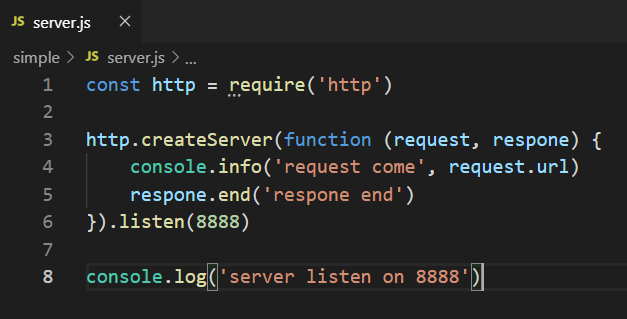 JS server.js ×
simple > JS server.js > ...
1 const http = require('http')
2
3 http.createServer(function (request, respone) {
4     console.info('request come', request.url)
5     respone.end('respone end')
6 }).listen(8888)
7
8 console.log('server listen on 8888')